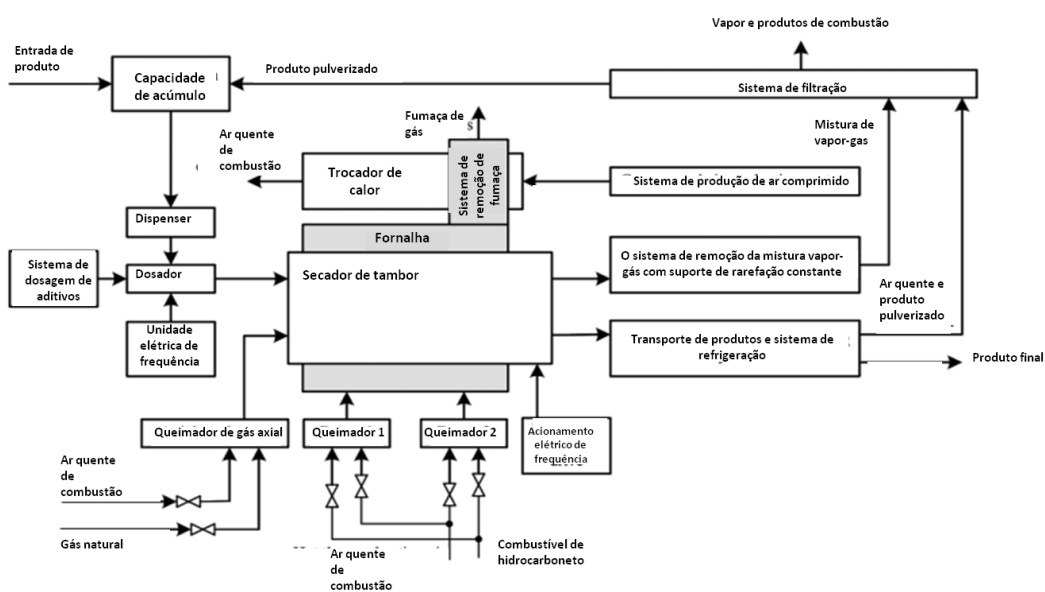 Vapor e produtos de combustão
Entrada de
produto
Capacidade
de acúmulo
Produto pulverizado
Sistema de filtração
Fumaça de
gás
s
Mistura de
vapor-gas
Ar quente
de
combustão
Trocador de
calor
Sistema de
remoção de
fumaça
Sistema de produção de ar comprimido
Dispenser
Fornalha
Sistema de
dosagem de
aditivos
Dosador
Secador de tambor
O sistema de remoção da mistura vapor-
gás com suporte de rarefação constante
Ar quente e
produto
pulverizado
Unidade
elétrica de
frequência
Transporte de produtos e sistema de
refrigeração
Produto final
Queimador de gás axial
Queimador 1
Queimador 2
Acionamento
elétrico de
frequência
Ar quente
de
combustão
Gás natural
Ar quente
de
combustão
Combustível de
hidrocarboneto